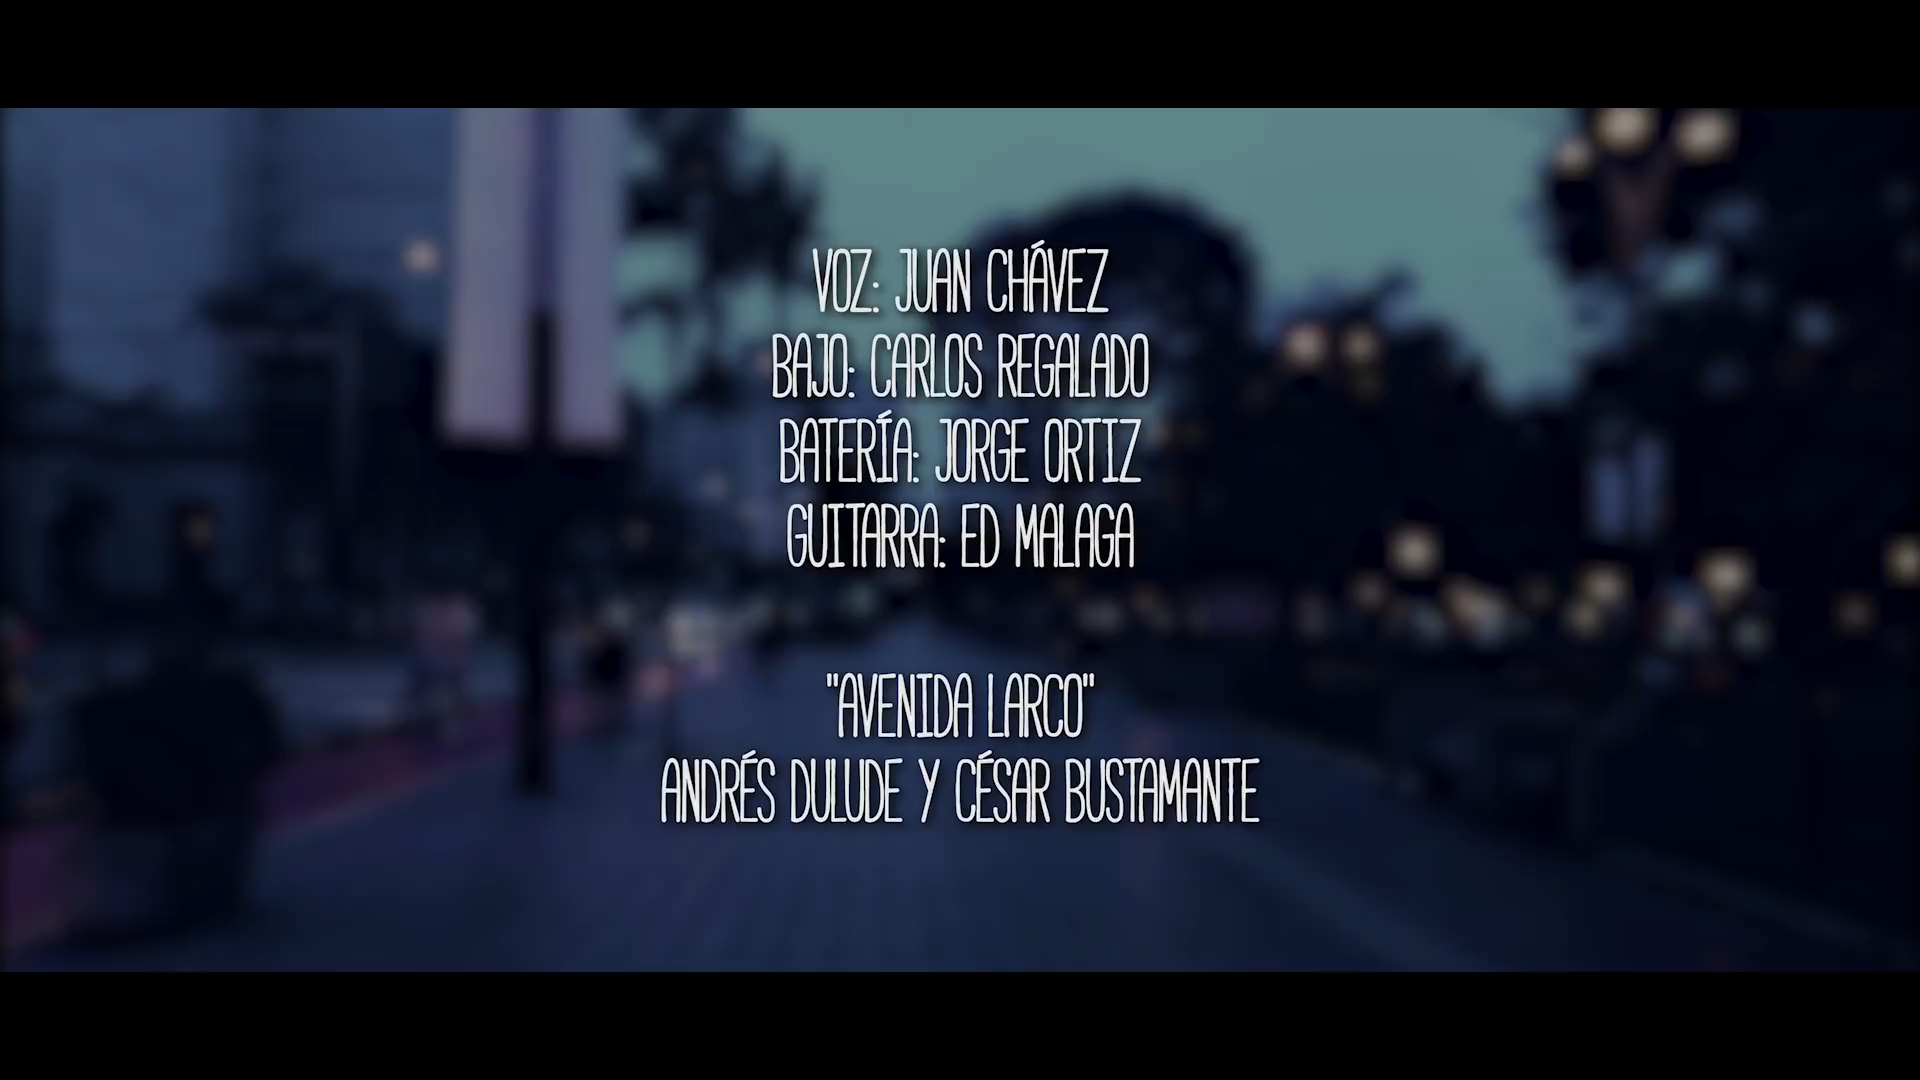 VOZ: JUAN CHÁVEZ
BAJO: CARLOS REGALADO
BATERÍA: JORGE ORTIZ
GUITARRA: ED MALAGA
"AVENIDA LARCO"
ANDRÉS DULUDE Y CÉSAR BUSTAMANTE